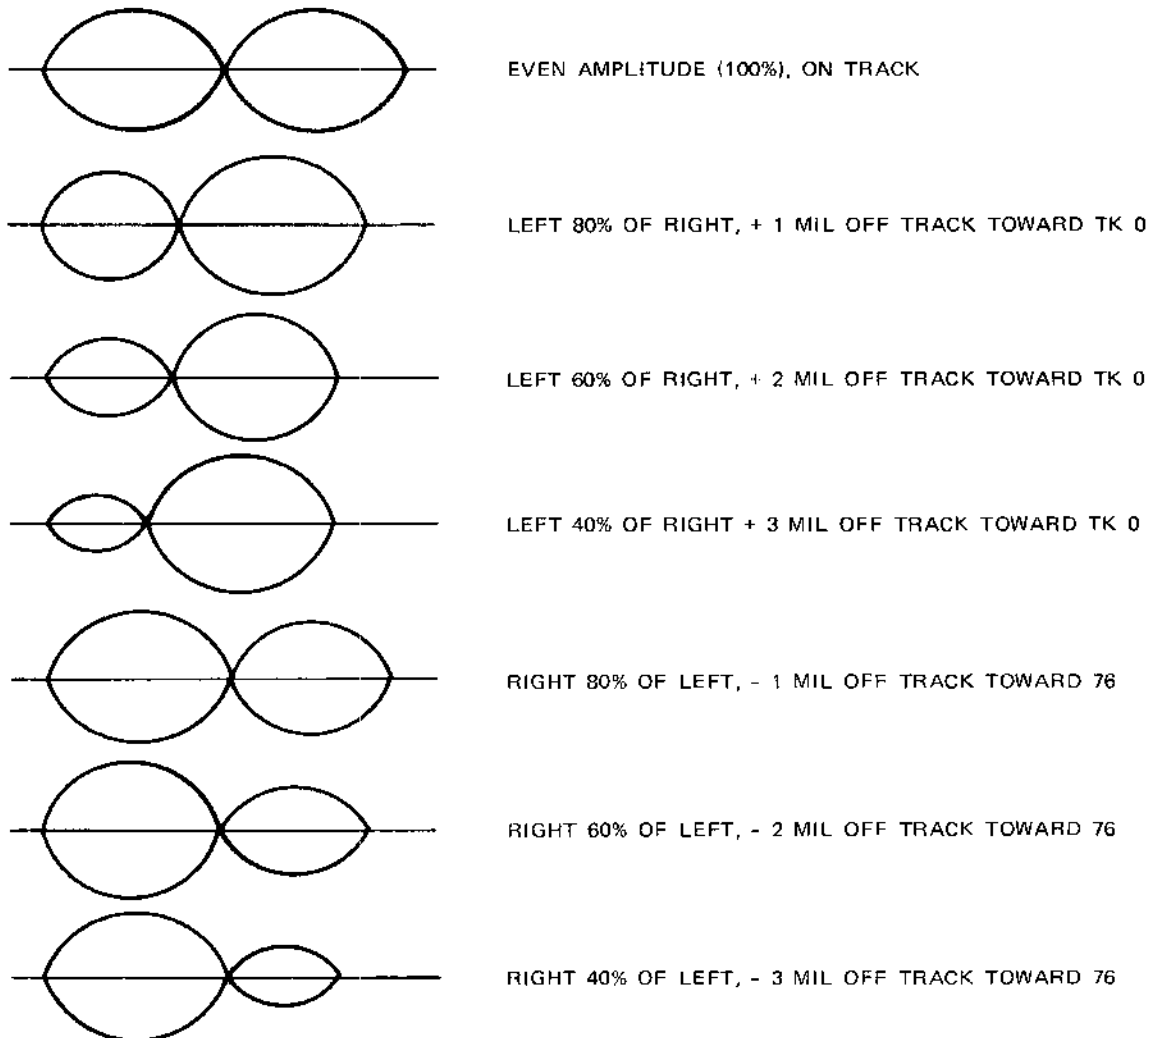 EVEN AMPLITUDE (100%), ON TRACK
LEFT 80% OF RIGHT, + 1 MIL OFF TRACK TOWARD TK 0
LEFT 60% OF RIGHT, + 2 MIL OFF TRACK TOWARD TK 0
LEFT 40% OF RIGHT + 3 MIL OFF TRACK TOWARD TK 0
RIGHT 80% OF LEFT, - 1 MIL OFF TRACK TOWARD 76
RIGHT 60% OF LEFT, - 2 MIL OFF TRACK TOWARD 76
RIGHT 40% OF LEFT, - 3 MIL OFF TRACK TOWARD 76